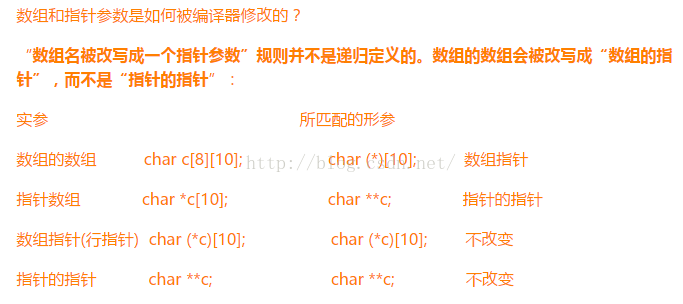 数组和指针参数是如何被编译器修改的？
“数组名被改写成一个指针参数”规则并不是递归定义的。数组的数组会被改写成“数组的指
针”，而不是“指针的指针”：
实参 所匹配的形参
数组的数组 char c[8][10]; char (*)[10]; 数组指针
指针数组 char *c[10]; char **c; 指针的指针
数组指针(行指针) char (*c)[10]; char (*c)[10]; 不改变
指针的指针 char **c; char **c; 不改变
http://blog.csdn.net/